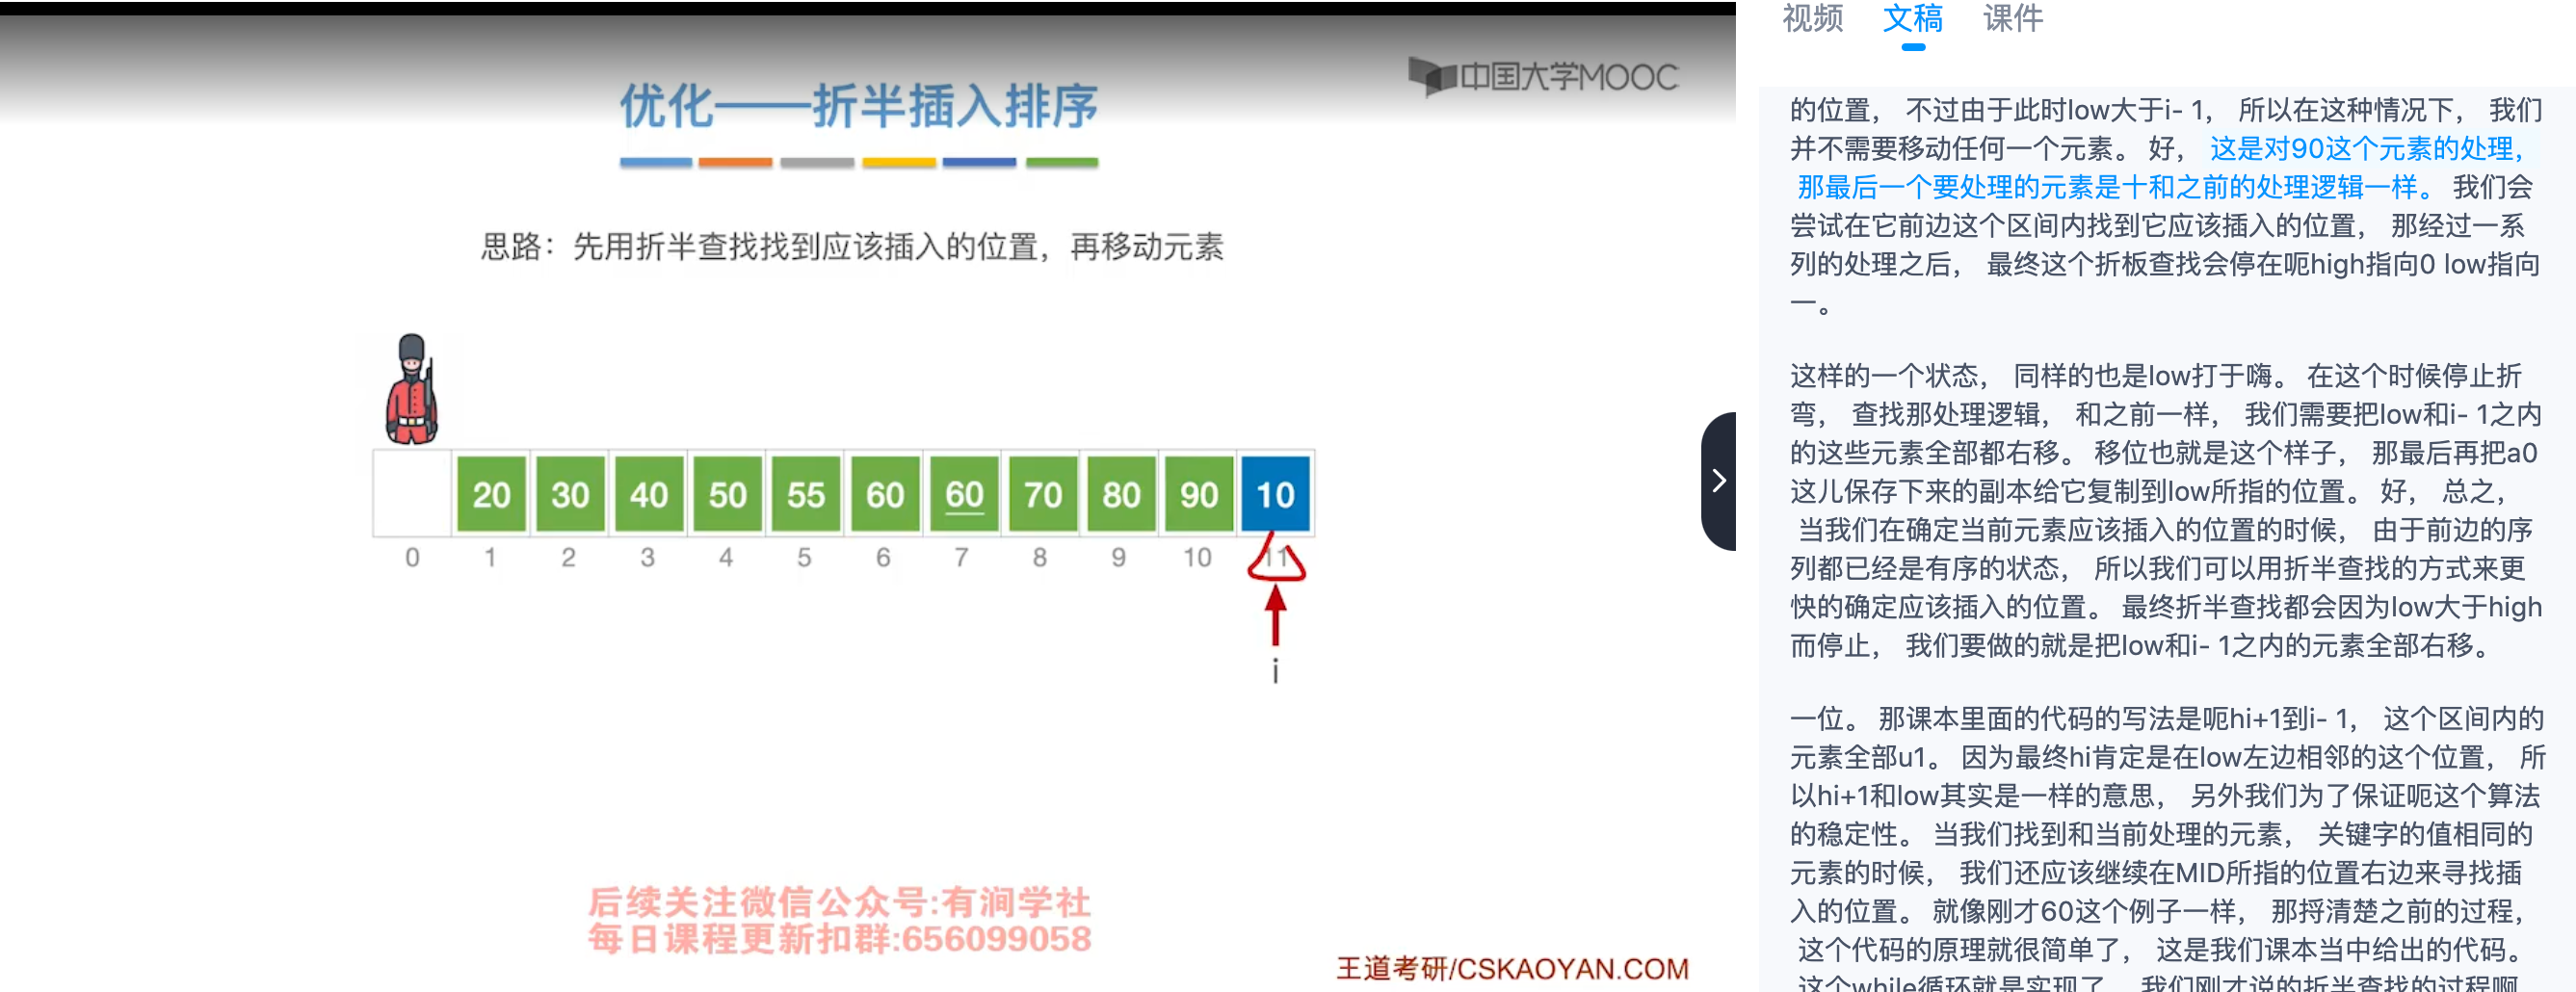 中国大学MOOC
优化——折半插入排序
思路：先用折半查找找到应该插入的位置，再移动元素
20 30 40 50 55 60 60 70 80 90 10
0 1 2 3 4 5 6 7 8 9 10 11
i
后续关注微信公众号:有涧学社
每日课程更新扣群:656099058
王道考研/CSKAOYAN.COM
视频 文稿 课件
的位置， 不过由于此时low大于i- 1， 所以在这种情况下， 我们
并不需要移动任何一个元素。 好， 这是对90这个元素的处理，
那最后一个要处理的元素是十和之前的处理逻辑一样。 我们会
尝试在它前边这个区间内找到它应该插入的位置， 那经过一系
列的处理之后， 最终这个折板查找会停在呃high指向0 low指向
一。
这样的一个状态， 同样的也是low打于嗨。 在这个时候停止折
弯， 查找那处理逻辑， 和之前一样， 我们需要把low和i- 1之内
的这些元素全部都右移。 移位也就是这个样子， 那最后再把a0
这儿保存下来的副本给它复制到low所指的位置。 好， 总之，
当我们在确定当前元素应该插入的位置的时候， 由于前边的序
列都已经是有序的状态， 所以我们可以用折半查找的方式来更
快的确定应该插入的位置。 最终折半查找都会因为low大于high
而停止， 我们要做的就是把low和i- 1之内的元素全部右移。
一位。 那课本里面的代码的写法是呃hi+1到i- 1， 这个区间内的
元素全部u1。 因为最终hi肯定是在low左边相邻的这个位置， 所
以hi+1和low其实是一样的意思， 另外我们为了保证呃这个算法
的稳定性。 当我们找到和当前处理的元素， 关键字的值相同的
元素的时候， 我们还应该继续在MID所指的位置右边来寻找插
入的位置。 就像刚才60这个例子一样， 那捋清楚之前的过程，
这个代码的原理就很简单了， 这是我们课本当中给出的代码。
这个while循环就是实现了， 我们刚才说的折半查找的过程啊